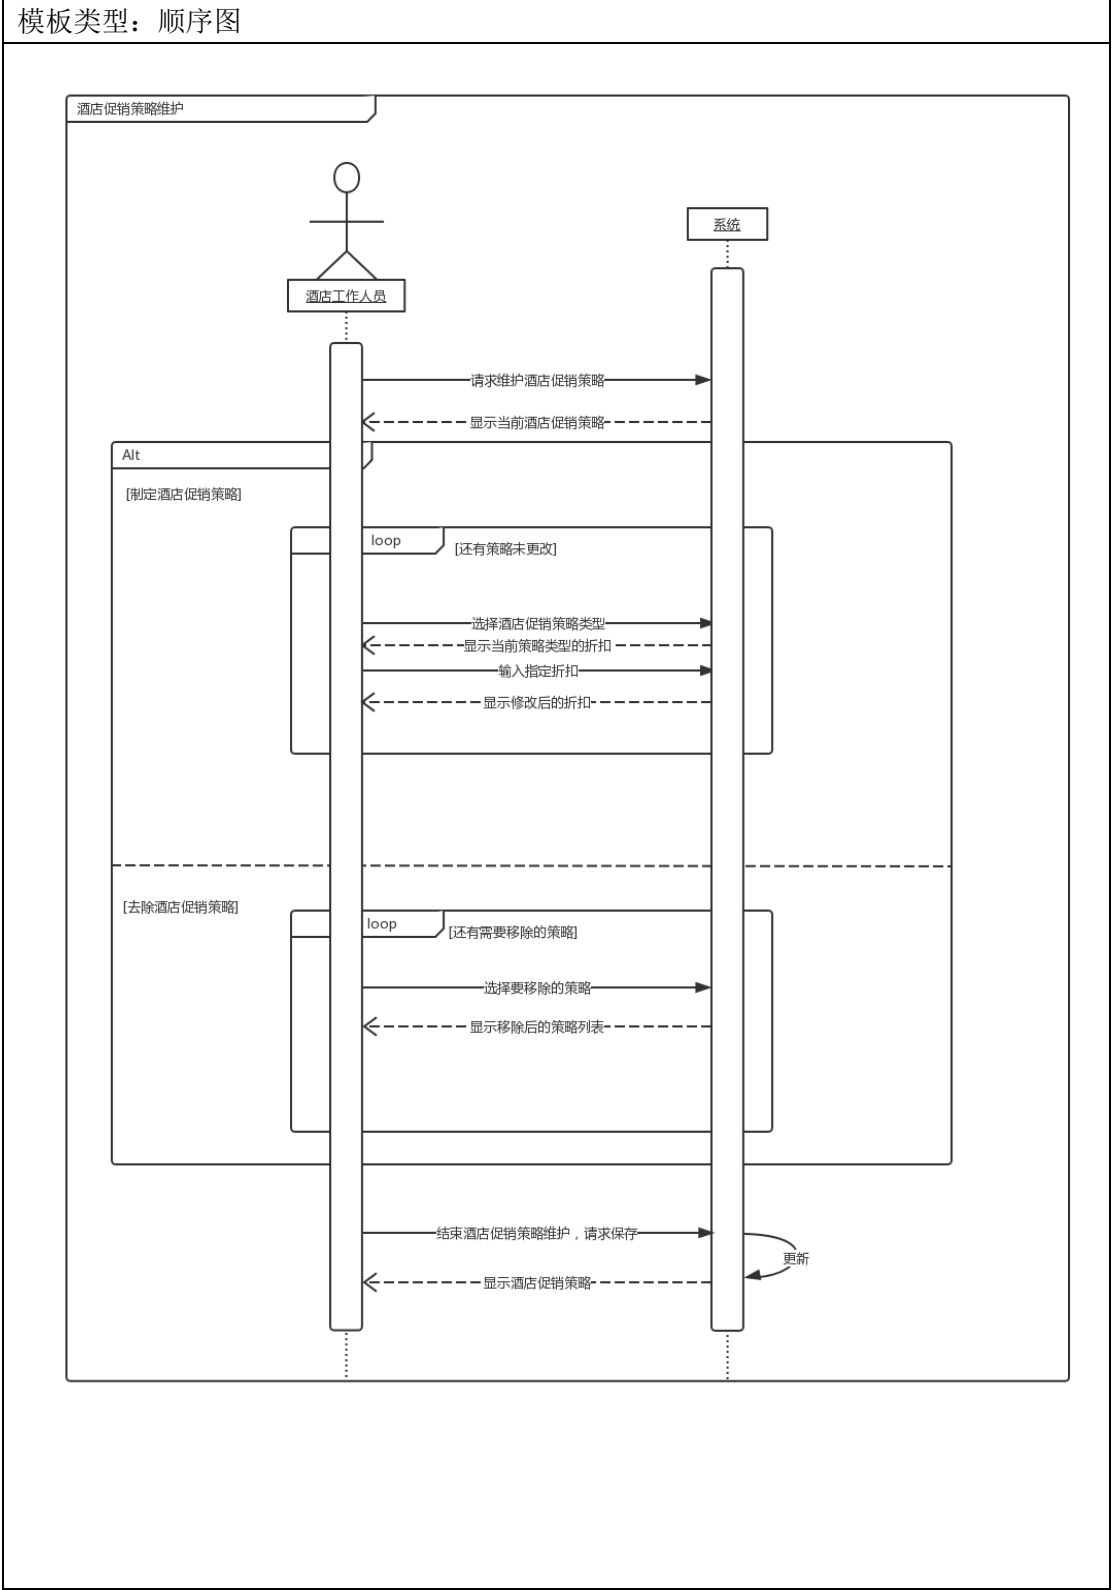 模板类型：顺序图
酒店促销策略维护
系统
酒店工作人员
请求维护酒店促销策略
显示当前酒店促销策略
Alt
[制定酒店促销策略]
loop
[还有策略未更改]
选择酒店促销策略类型
显示当前策略类型的折扣
输入指定折扣
显示修改后的折扣
[去除酒店促销策略]
loop
[还有需要移除的策略]
选择要移除的策略
显示移除后的策略列表
结束酒店促销策略维护，请求保存
更新
显示酒店促销策略